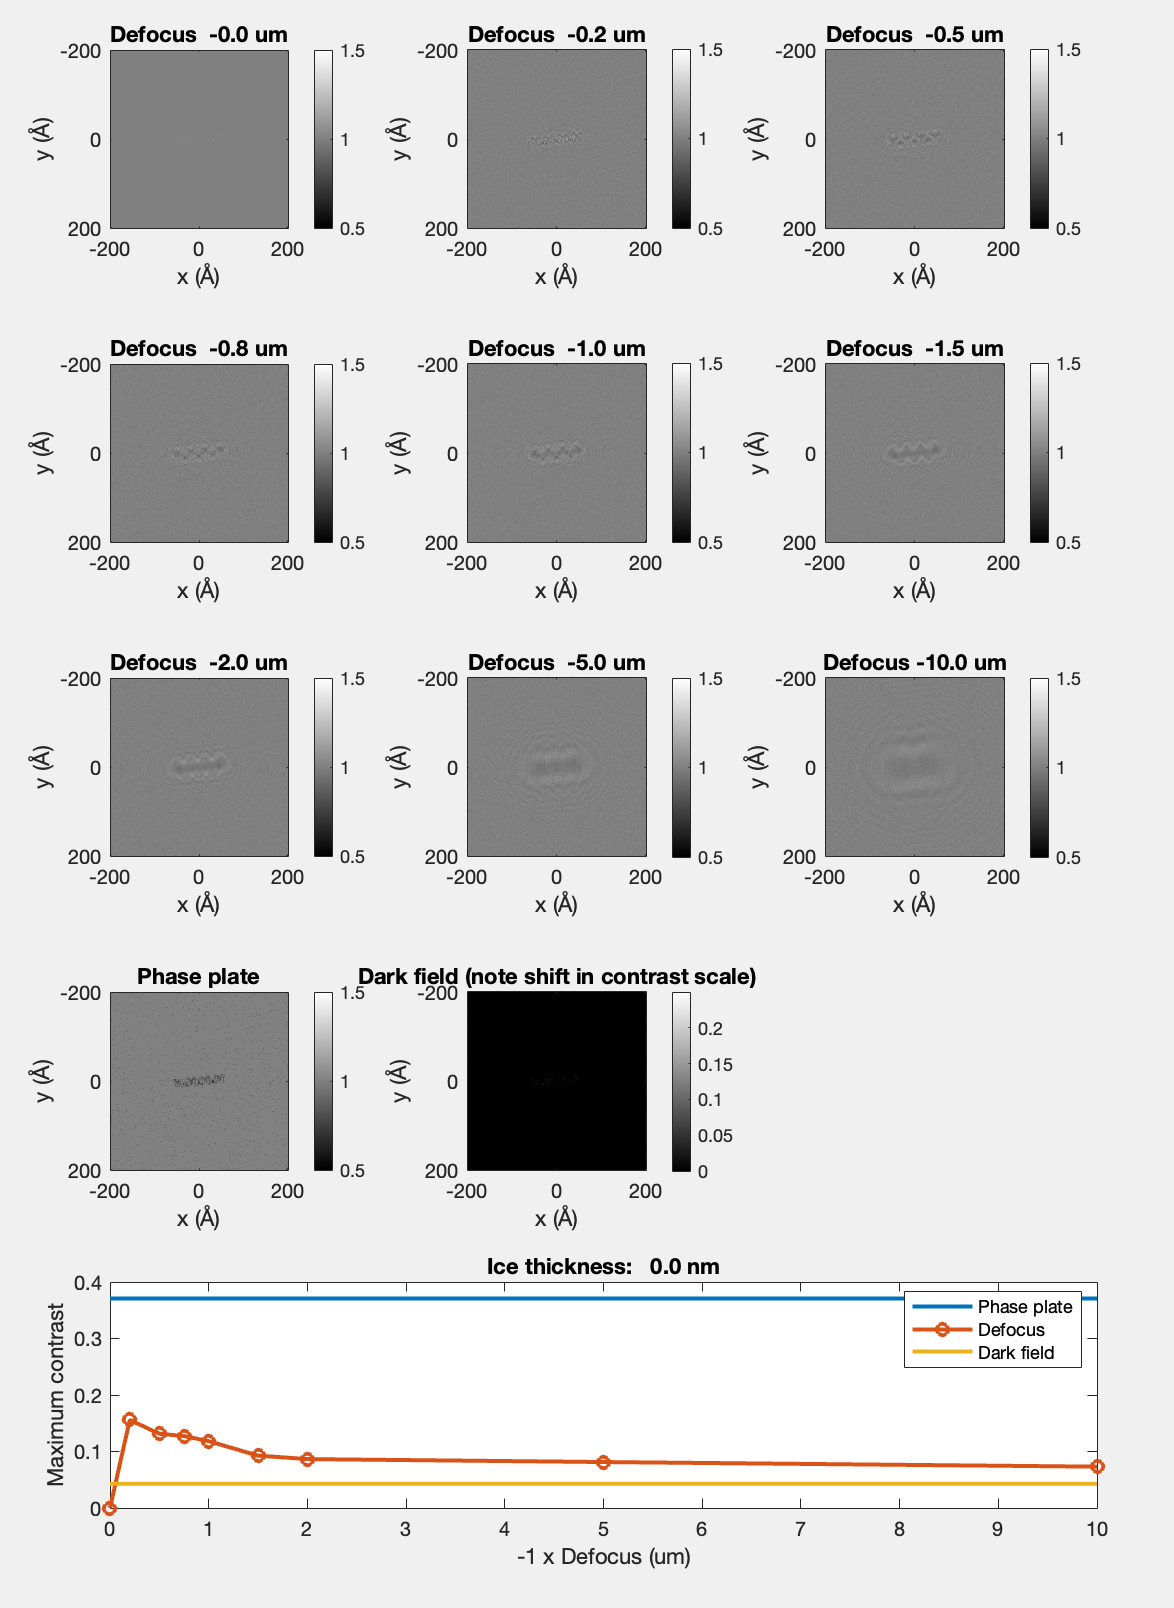 Defocus -0.0 um
Defocus -0.2 um
Defocus -0.5 um
-200
0
200
y (Å)
-200 0 200
x (Å)
1.5
1
0.5
-200
0
200
y (Å)
-200 0 200
x (Å)
1.5
1
0.5
-200
0
200
y (Å)
-200 0 200
x (Å)
1.5
1
0.5
Defocus -0.8 um
Defocus -1.0 um
Defocus -1.5 um
-200
0
200
y (Å)
-200 0 200
x (Å)
1.5
1
0.5
-200
0
200
y (Å)
-200 0 200
x (Å)
1.5
1
0.5
-200
0
200
y (Å)
-200 0 200
x (Å)
1.5
1
0.5
Defocus -2.0 um
Defocus -5.0 um
Defocus -10.0 um
-200
0
200
y (Å)
-200 0 200
x (Å)
1.5
1
0.5
-200
0
200
y (Å)
-200 0 200
x (Å)
1.5
1
0.5
-200
0
200
y (Å)
-200 0 200
x (Å)
1.5
1
0.5
Phase plate
Dark field (note shift in contrast scale)
-200
0
200
y (Å)
-200 0 200
x (Å)
1.5
1
0.5
-200
0
200
y (Å)
-200 0 200
x (Å)
0.2
0.15
0.1
0.05
0
Ice thickness: 0.0 nm
0.4
0.3
0.2
0.1
0
Maximum contrast
Phase plate
Defocus
Dark field
0 1 2 3 4 5 6 7 8 9 10
-1 x Defocus (um)